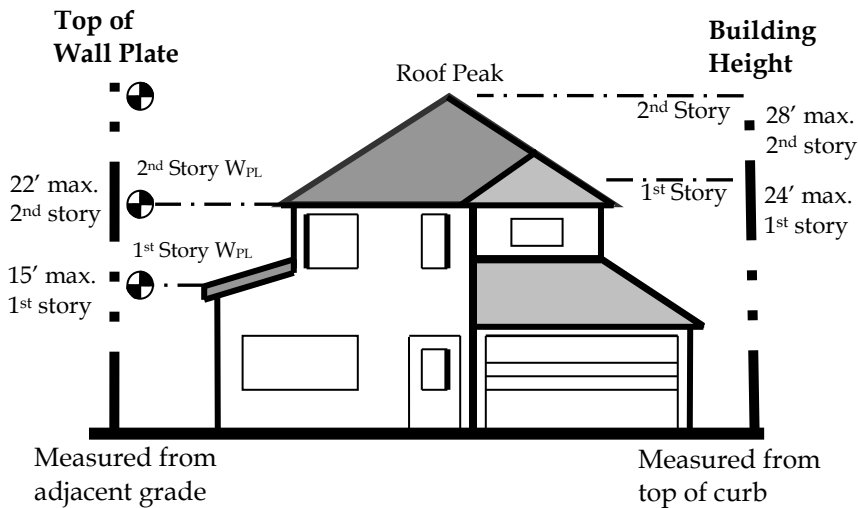 Top of
Wall Plate
Building
Height
Roof Peak
2nd Story
28′ max.
2nd story
2nd Story WPL
22′ max.
2nd story
1st Story
24′ max.
1st story
1st Story WPL
15′ max.
1st story
Measured from
adjacent grade
Measured from
top of curb